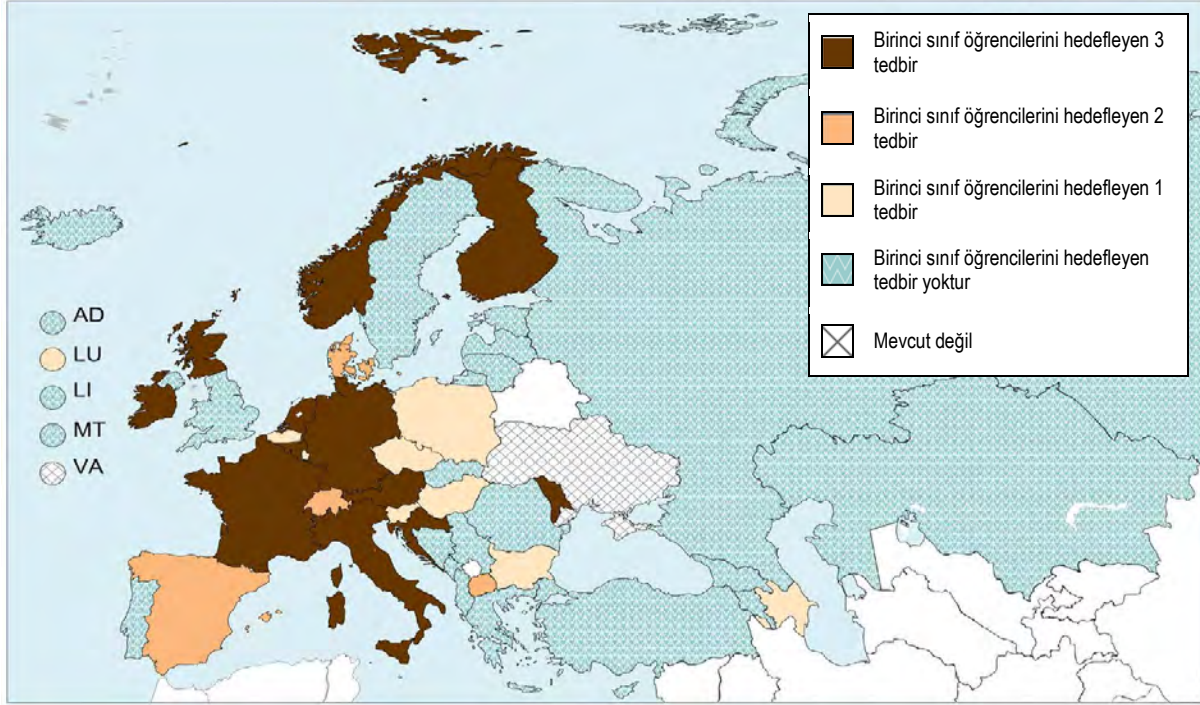 Birinci sınıf öğrencilerini hedefleyen 3
tedbir
Birinci sınıf öğrencilerini hedefleyen 2
tedbir
Birinci sınıf öğrencilerini hedefleyen 1
tedbir
Birinci sınıf öğrencilerini hedefleyen
tedbir yoktur
Mevcut değil
AD
LU
LI
MT
VA